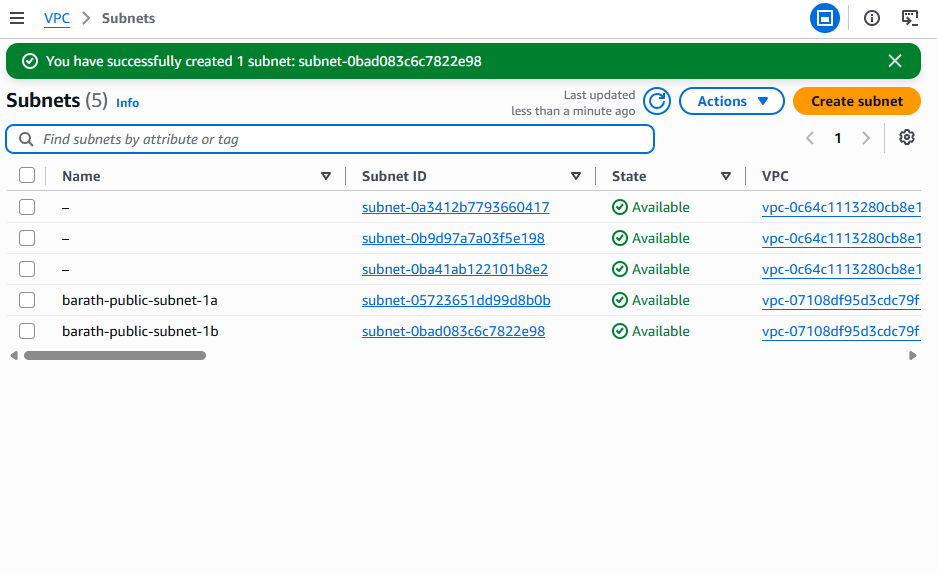 VPC > Subnets
You have successfully created 1 subnet: subnet-0bad083c6c7822e98
Subnets (5) Info
Last updated
less than a minute ago
Actions
Create subnet
Find subnets by attribute or tag
1
Name Subnet ID State VPC
– subnet-0a3412b7793660417 Available vpc-0c64c1113280cb8e1
– subnet-0b9d97a7a03f5e198 Available vpc-0c64c1113280cb8e1
– subnet-0ba41ab122101b8e2 Available vpc-0c64c1113280cb8e1
barath-public-subnet-1a subnet-05723651dd99d8b0b Available vpc-07108df95d3cdc79f
barath-public-subnet-1b subnet-0bad083c6c7822e98 Available vpc-07108df95d3cdc79f